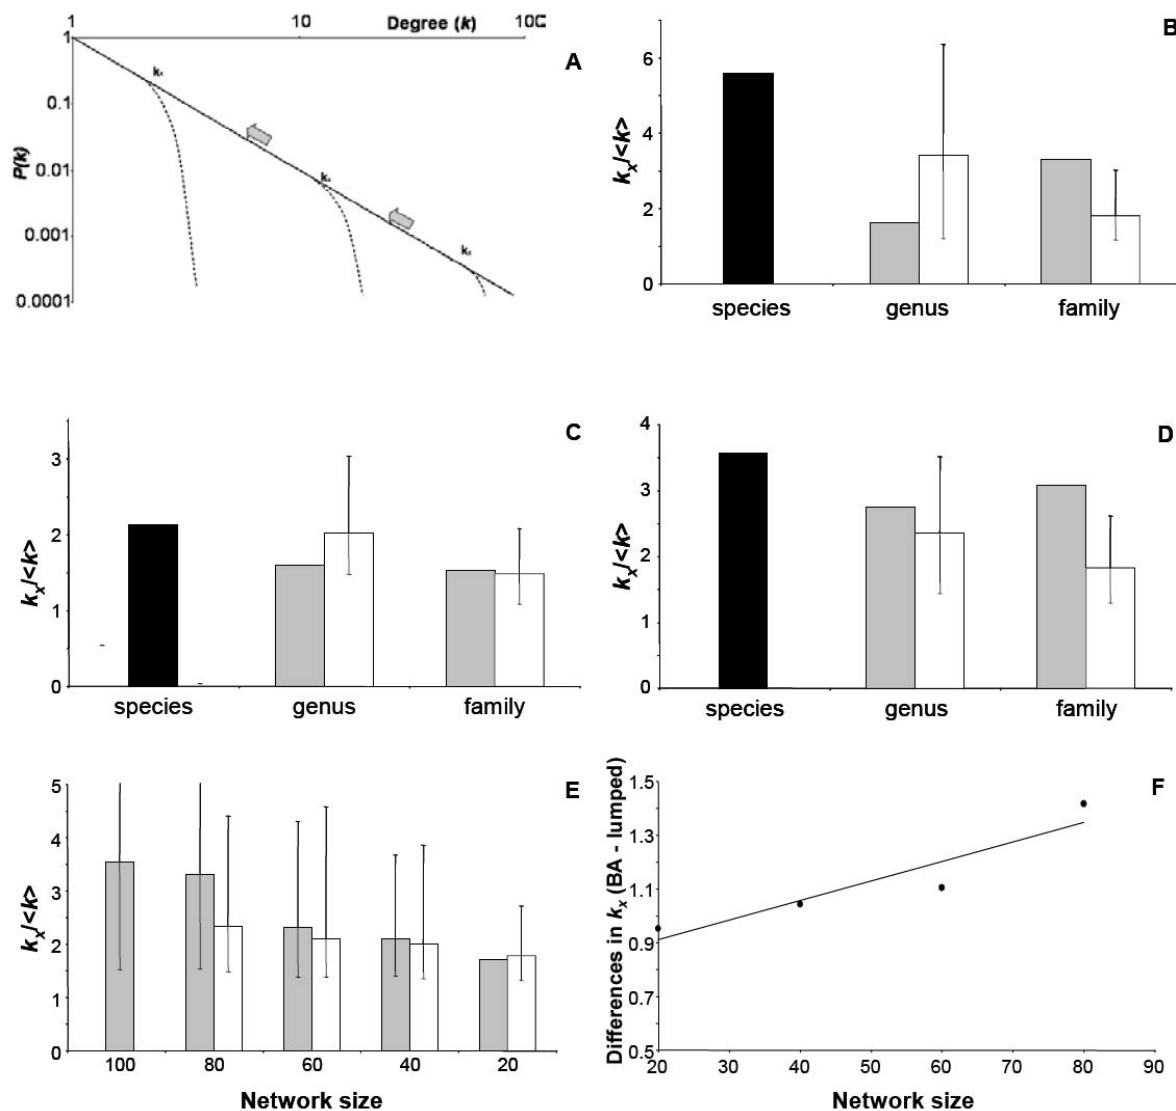 1 10 Degree (k) 100
A
1
kx
0.1
P(k)
0.01
kx
0.001
kx
0.0001
B
6
4
kx/<k>
2
0
species genus family
C
3
2
kx/<k>
1
0
species genus family
D
4
3
kx/<k>
2
1
0
species genus family
E
5
4
3
kx/<k>
2
1
0
100 80 60 40 20
Network size
F
1.5
1.3
1.1
Differences in kx (BA - lumped)
0.9
0.7
0.5
20 30 40 50 60 70 80 90
Network size